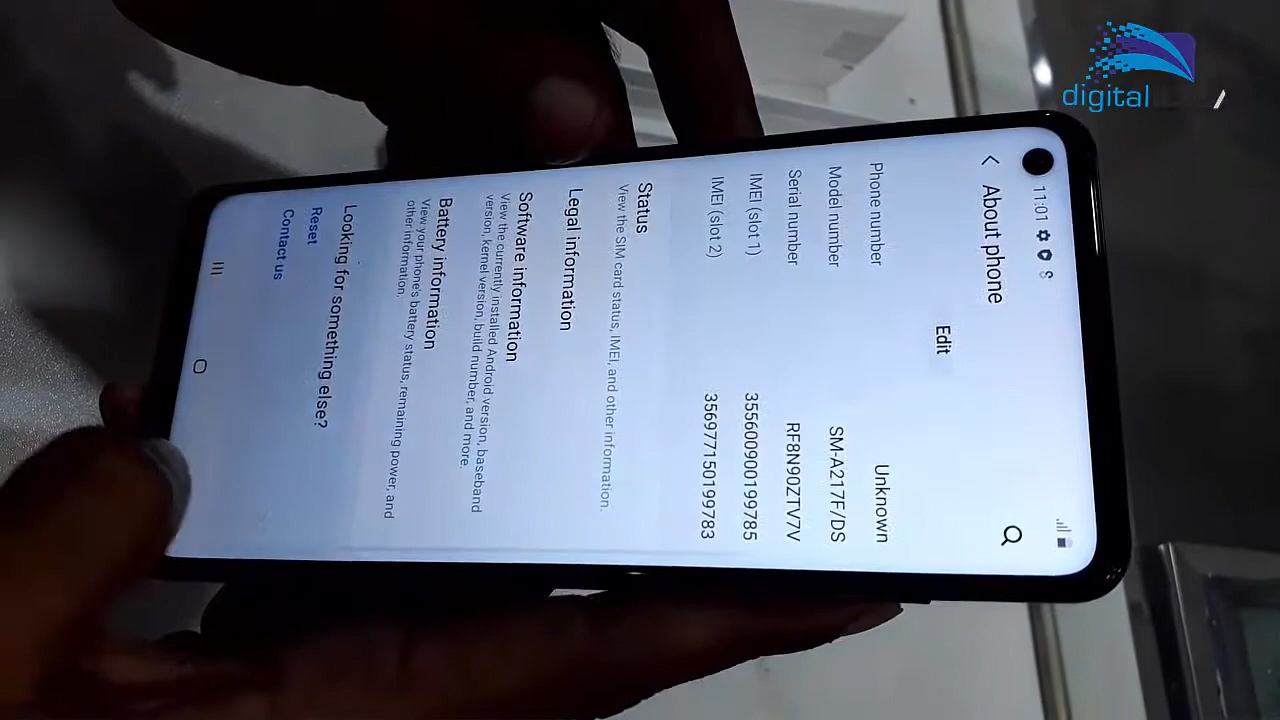 digital
11:01
About phone
Edit
Phone number Unknown
Model number SM-A217F/DS
Serial number RF8N90ZTV7V
IMEI (slot 1) 355600900199785
IMEI (slot 2) 356977150199783
Status
View the SIM card status, IMEI, and other information.
Legal information
Software information
View the currently installed Android version, baseband
version, kernel version, build number, and more.
Battery information
View your phone's battery status, remaining power, and
other information.
Looking for something else?
Reset
Contact us